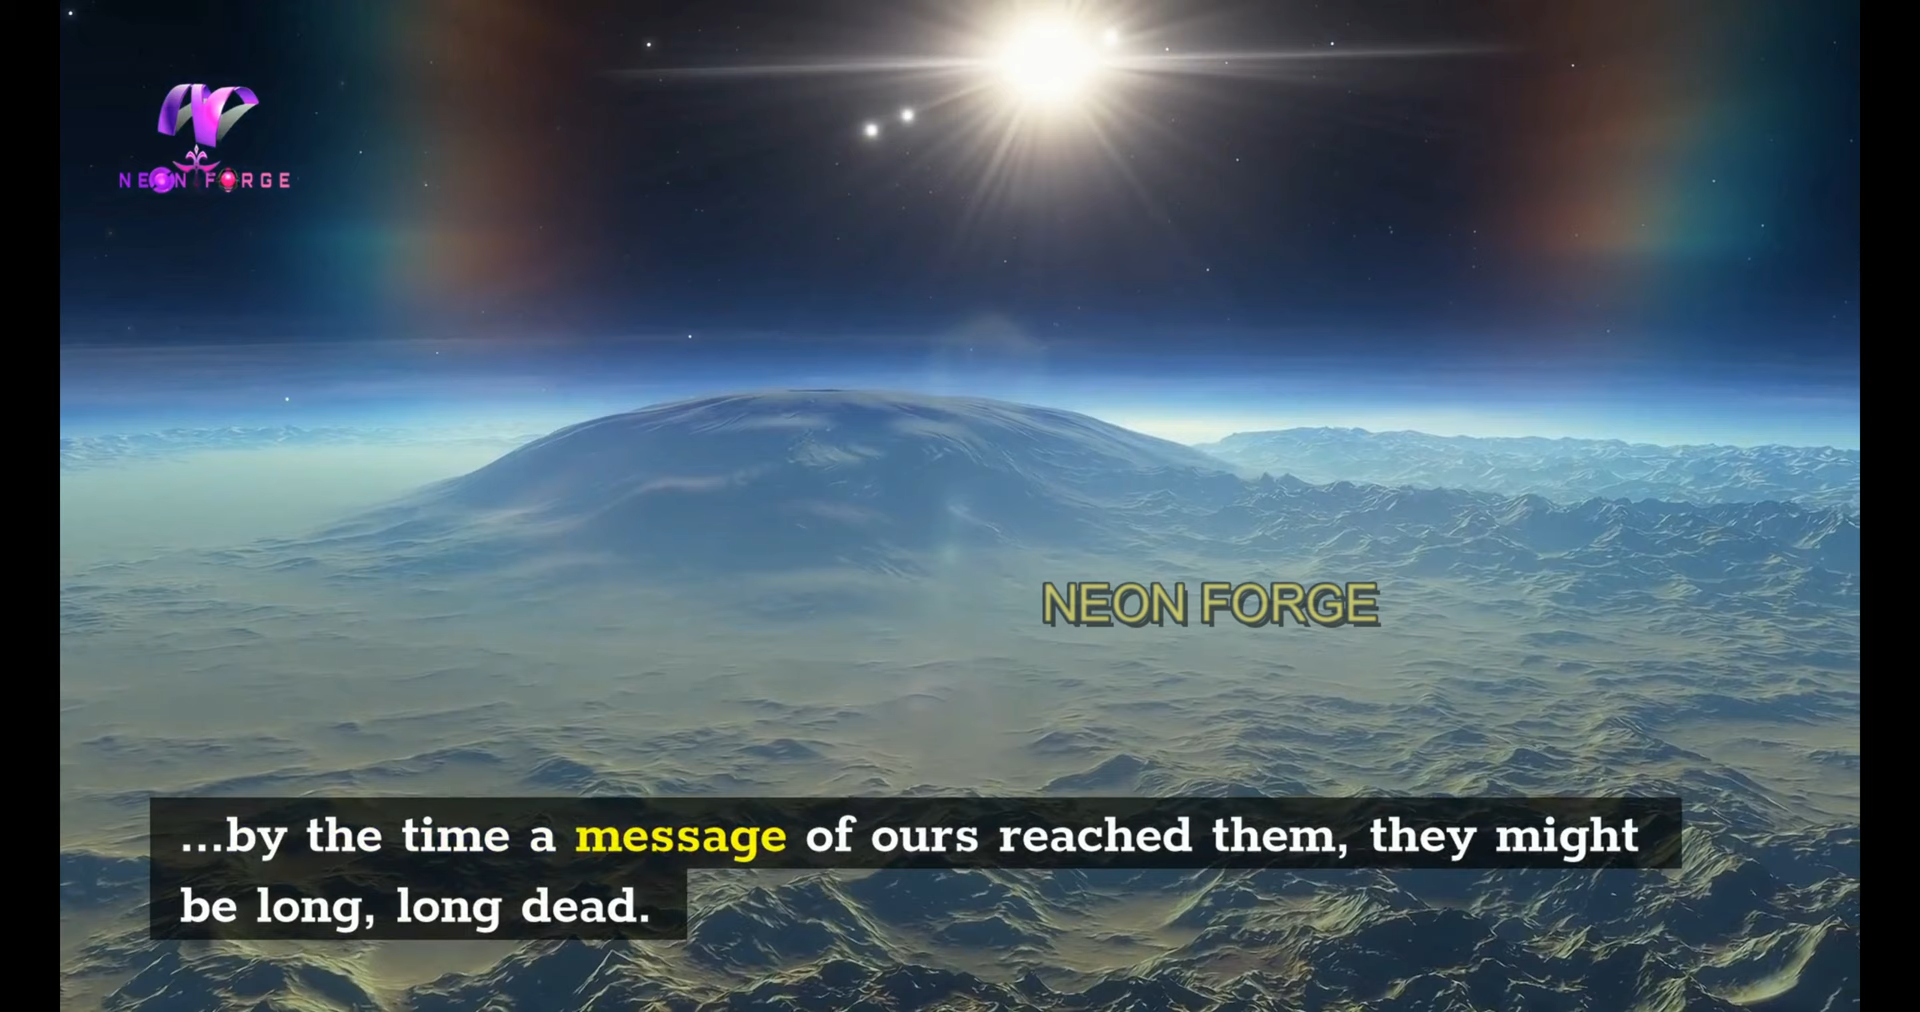 NEON FORGE
NEON FORGE
...by the time a message of ours reached them, they might
be long, long dead.